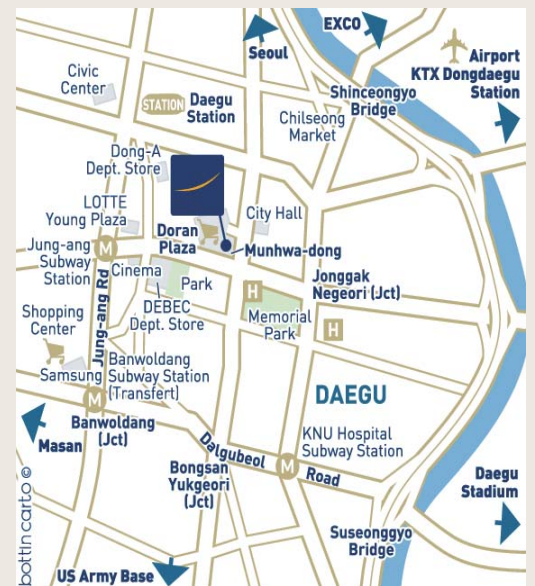 EXCO
Seoul
Airport
KTX Dongdaegu
Station
Civic
Center
STATION
Daegu
Station
Shinceongyo
Bridge
Chilseong
Market
Dong-A
Dept. Store
LOTTE
Young Plaza
Doran
Plaza
City Hall
Munhwa-dong
Jung-ang
Subway
Station
M
Cinema
Park
DEBEC
Dept. Store
H
Memorial
Park
Jonggak
Negeori (Jct)
H
Shopping
Center
Jung-ang Rd
Samsung
Banwoldang
Subway Station
(Transfert)
M
Banwoldang
(Jct)
DAEGU
Masan
Dalgubeol Road
KNU Hospital
Subway Station
M
Bongsan
Yukgeori
(Jct)
Daegu
Stadium
Suseonggyo
Bridge
US Army Base
bottincarto ©